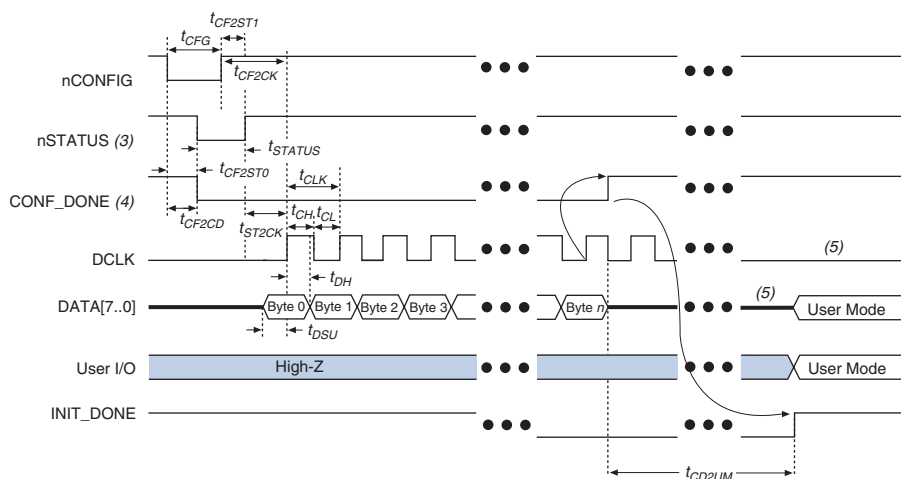 tCF2ST1
tCFG
tCF2CK
nCONFIG
nSTATUS (3)
tSTATUS
tCF2ST0
tCLK
CONF_DONE (4)
tCF2CD
tST2CK
tCH
tCL
DCLK
(5)
tDH
DATA[7..0]
Byte 0
Byte 1
Byte 2
Byte 3
Byte n
(5)
User Mode
tDSU
User I/O
High-Z
User Mode
INIT_DONE
tCD2UM